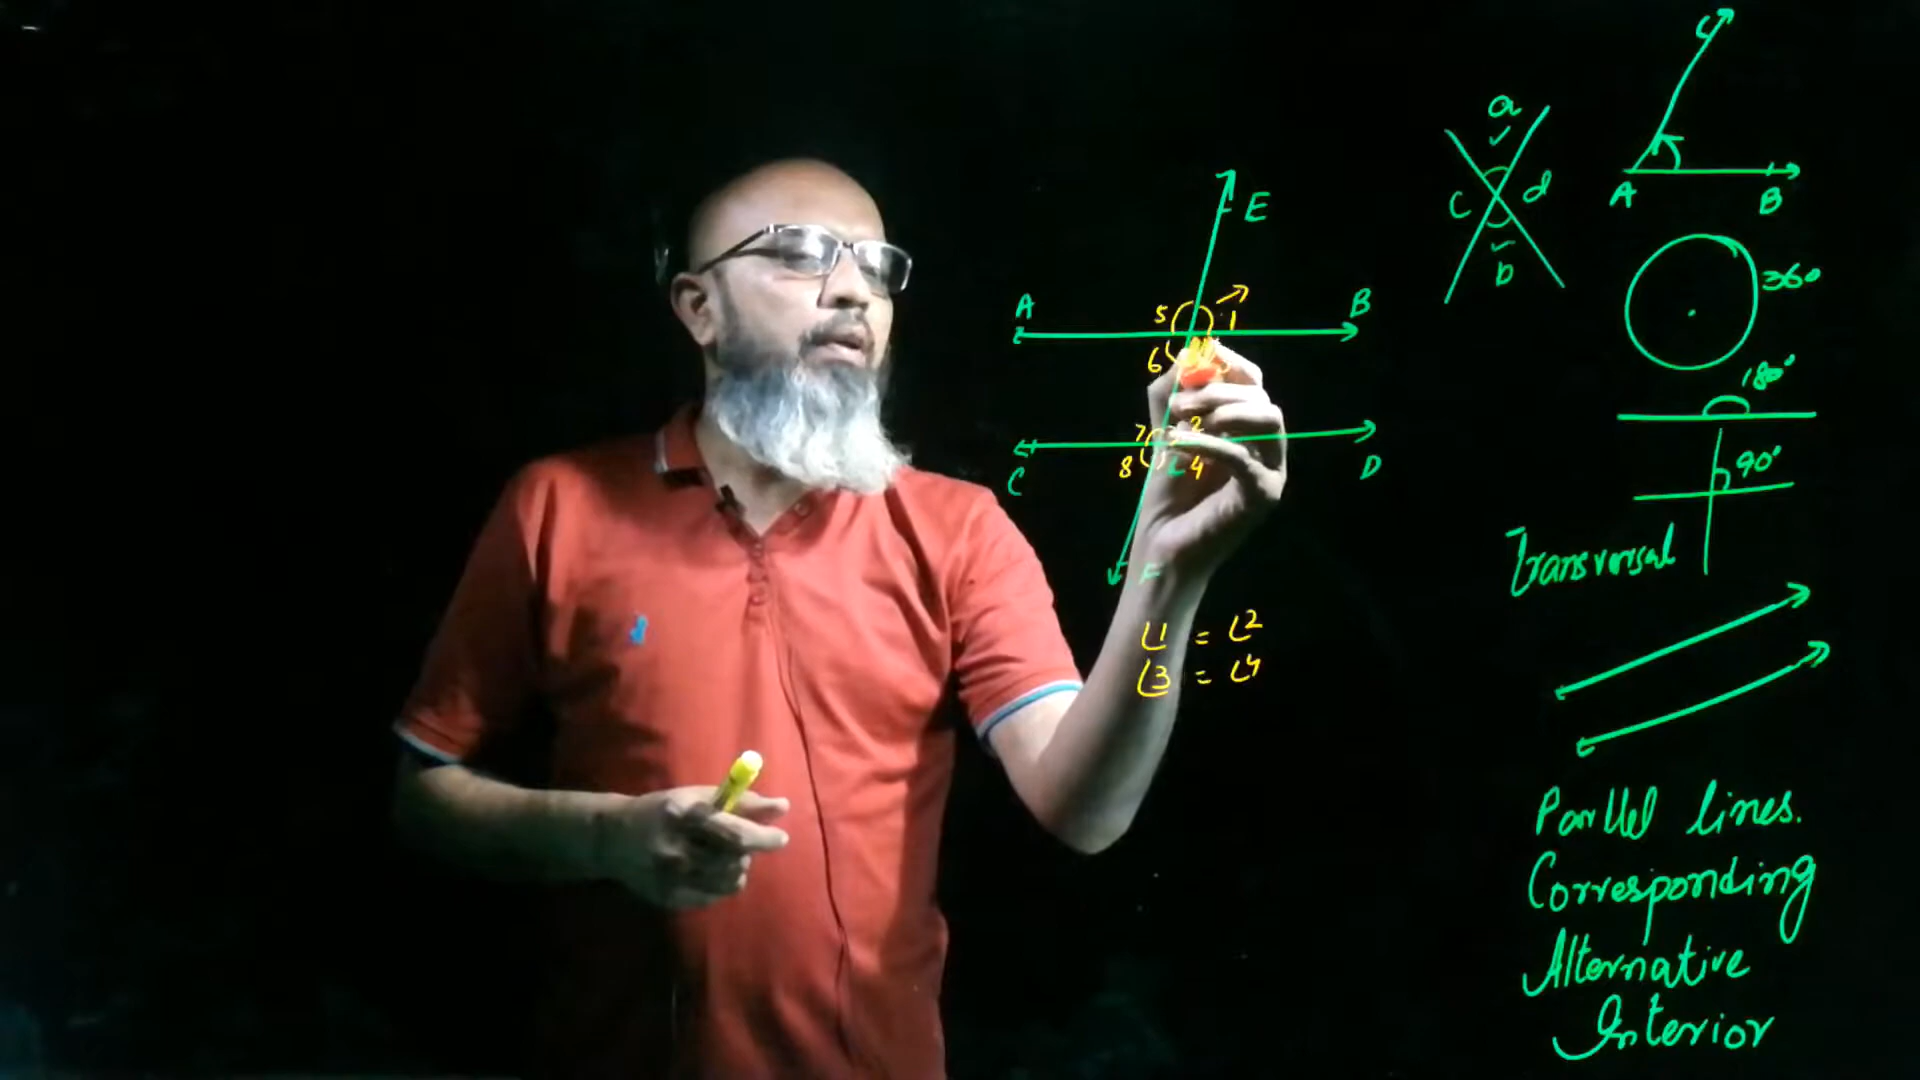 E
A
B
5
1
6
7
2
8
4
C
D
F
∠1 = ∠2
∠3 = ∠4
a
c
d
b
C
A
B
360
180°
90°
Transversal
Parllel lines.
Corresponding
Alternative
Interior